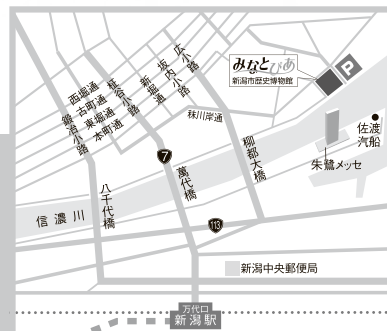 みなとぴあ
新潟市歴史博物館
P
広小路
坂内小路
新堀通
柾谷小路
西堀通
古町通
東堀通
本町通
鍛冶小路
秣川岸通
佐渡
汽船
朱鷺メッセ
柳都大橋
7
萬代橋
八千代橋
信濃川
113
新潟中央郵便局
万代口
新潟駅